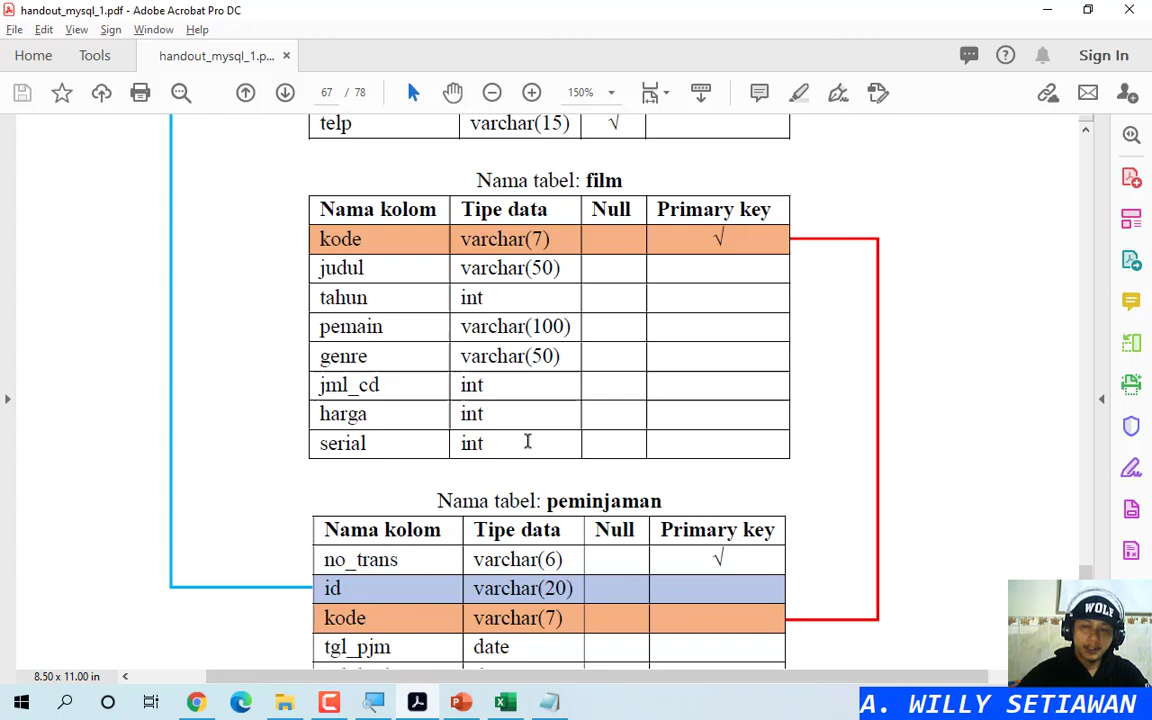 handout_mysql_1.pdf - Adobe Acrobat Pro DC
File Edit View Sign Window Help
Home Tools handout_mysql_1.p... × Sign In
67 / 78 150%
telp varchar(15) √
Nama tabel: film
Nama kolom Tipe data Null Primary key
kode varchar(7) √
judul varchar(50)
tahun int
pemain varchar(100)
genre varchar(50)
jml_cd int
harga int
serial int
Nama tabel: peminjaman
Nama kolom Tipe data Null Primary key
no_trans varchar(6) √
id varchar(20)
kode varchar(7)
tgl_pjm date
8.50 x 11.00 in
WOLF
A. WILLY SETIAWAN